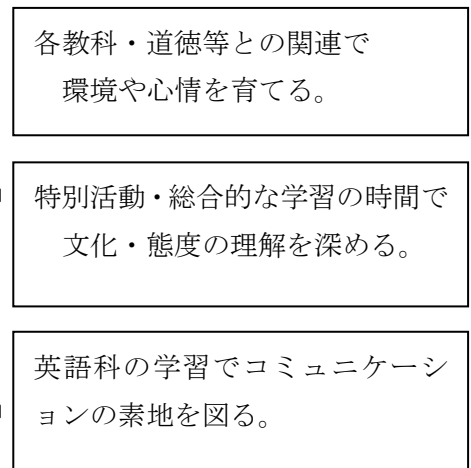 各教科・道徳等との関連で
環境や心情を育てる。
特別活動・総合的な学習の時間で
文化・態度の理解を深める。
英語科の学習でコミュニケーシ
ョンの素地を図る。